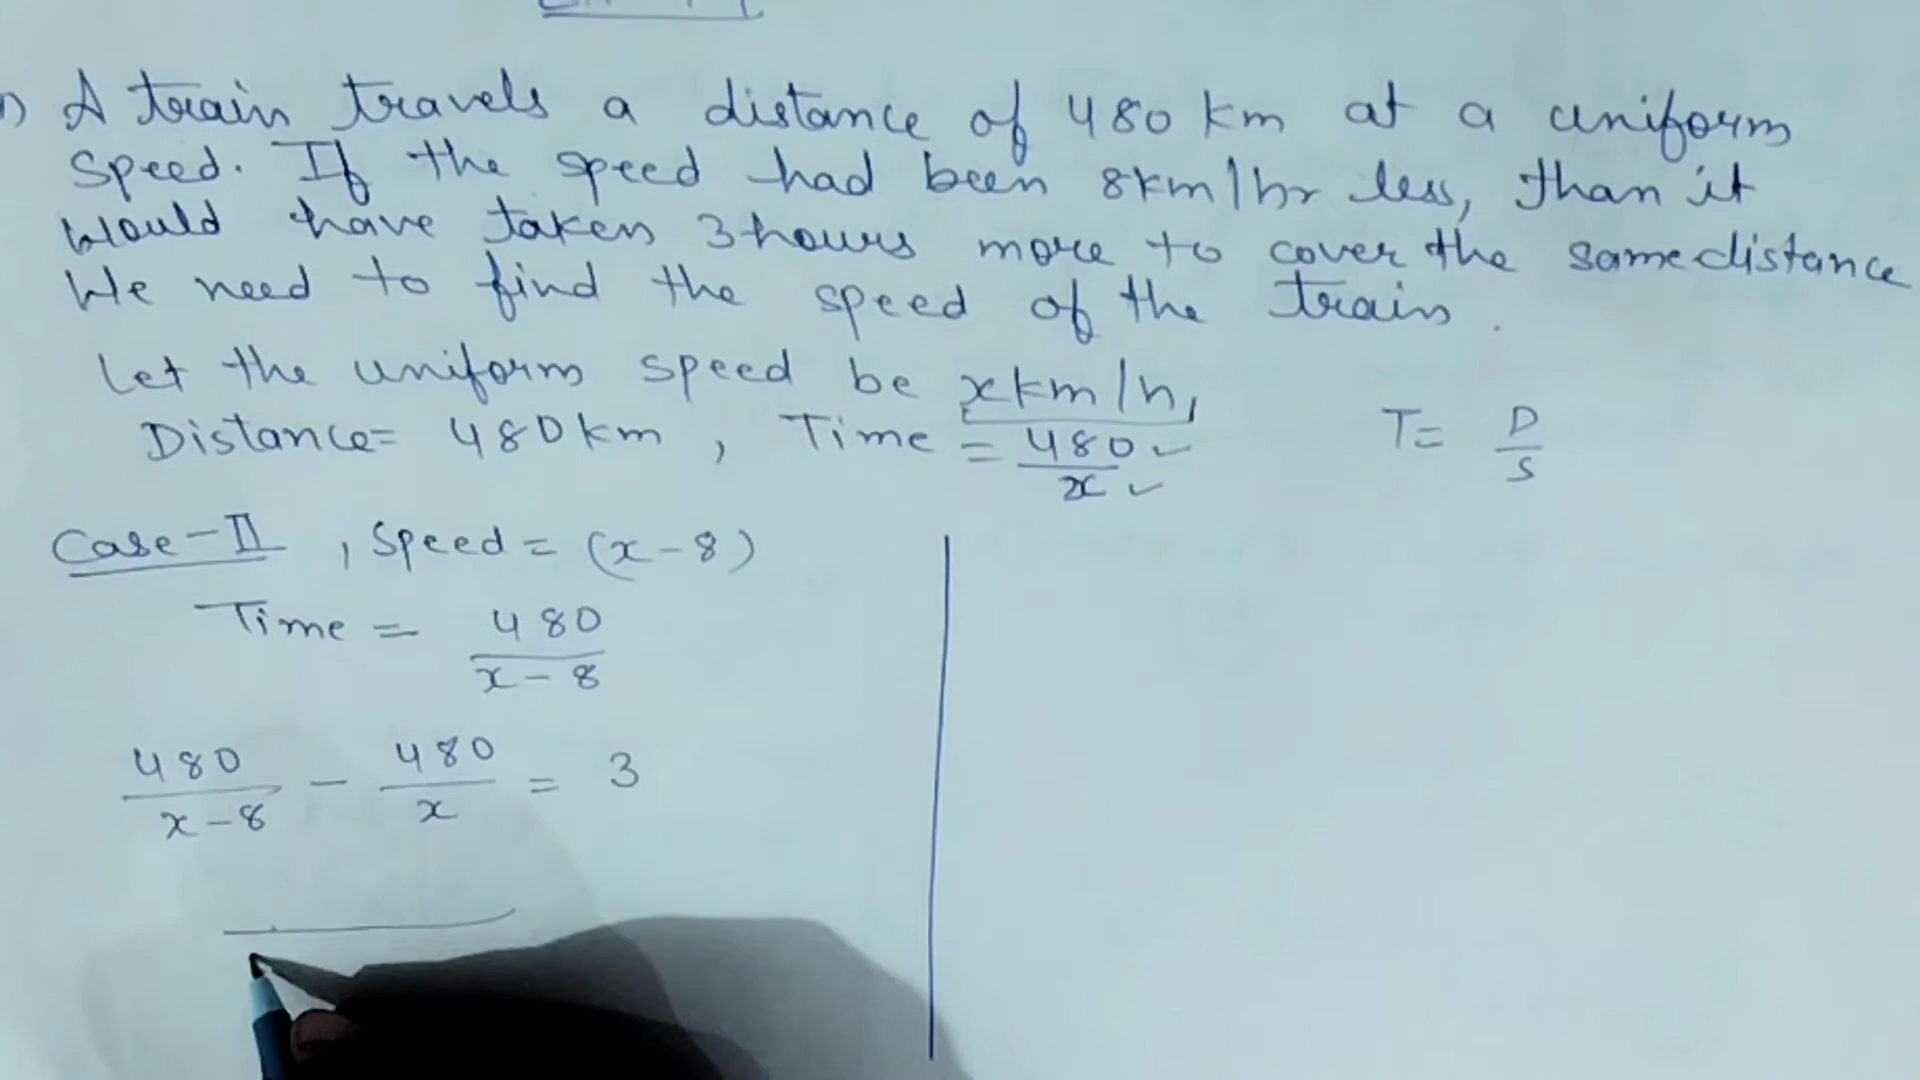 1) A train travels a distance of 480 km at a uniform
speed. If the speed had been 8km/hr less, than it
would have taken 3 hours more to cover the same distance
We need to find the speed of the train.
Let the uniform speed be x km/h,
Distance = 480km, Time = 480/x T = D/S
Case-II, Speed = (x-8)
Time = 480/x-8
480/x-8 - 480/x = 3